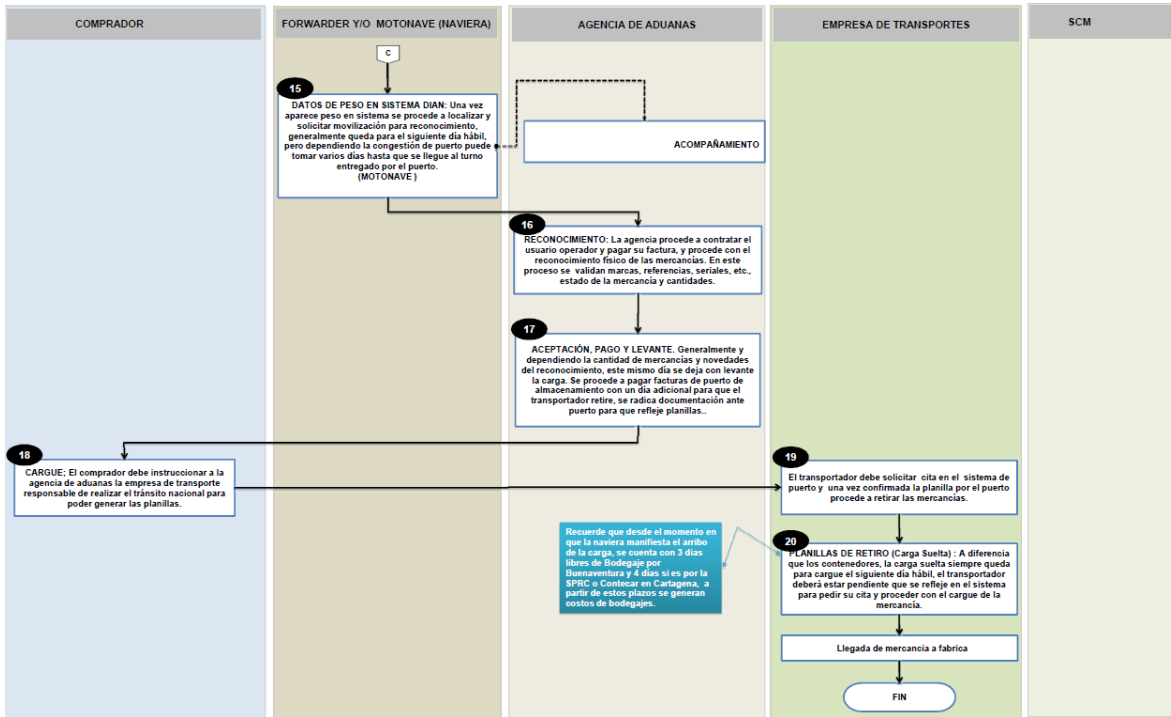 COMPRADOR
FORWARDER Y/O MOTONAVE (NAVIERA)
AGENCIA DE ADUANAS
EMPRESA DE TRANSPORTES
SCM
C
15
DATOS DE PESO EN SISTEMA DIAN: Una vez
aparece peso en sistema se procede a localizar y
solicitar movilización para reconocimiento,
generalmente queda para el siguiente día hábil,
pero dependiendo la congestión de puerto puede
tomar varios días hasta que se llegue al turno
entregado por el puerto.
(MOTONAVE )
ACOMPAÑAMIENTO
16
RECONOCIMIENTO: La agencia procede a contratar el
usuario operador y pagar su factura, y procede con el
reconocimiento físico de las mercancías. En este
proceso se validan marcas, referencias, seriales, etc.,
estado de la mercancía y cantidades.
17
ACEPTACIÓN, PAGO Y LEVANTE. Generalmente y
dependiendo la cantidad de mercancías y novedades
del reconocimiento, este mismo día se deja con levante
la carga. Se procede a pagar facturas de puerto de
almacenamiento con un día adicional para que el
transportador retire, se radica documentación ante
puerto para que refleje planillas..
18
CARGUE; El comprador debe instruccionar a la
agencia de aduanas la empresa de transporte
responsable de realizar el tránsito nacional para
poder generar las planillas.
19
El transportador debe solicitar cita en el sistema de
puerto y una vez confirmada la planilla por el puerto
procede a retirar las mercancías.
Recuerde que desde el momento en
que la naviera manifiesta el arribo
de la carga, se cuenta con 3 dias
libres de Bodegaje por
Buenaventura y 4 días si es por la
SPRC o Contecar en Cartagena, a
partir de estos plazos se generan
costos de bodegajes.
20
PLANILLAS DE RETIRO (Carga Suelta) : A diferencia
que los contenedores, la carga suelta siempre queda
para cargue el siguiente día hábil, el transportador
deberá estar pendiente que se refleje en el sistema
para pedir su cita y proceder con el cargue de la
mercancía.
Llegada de mercancia a fabrica
FIN